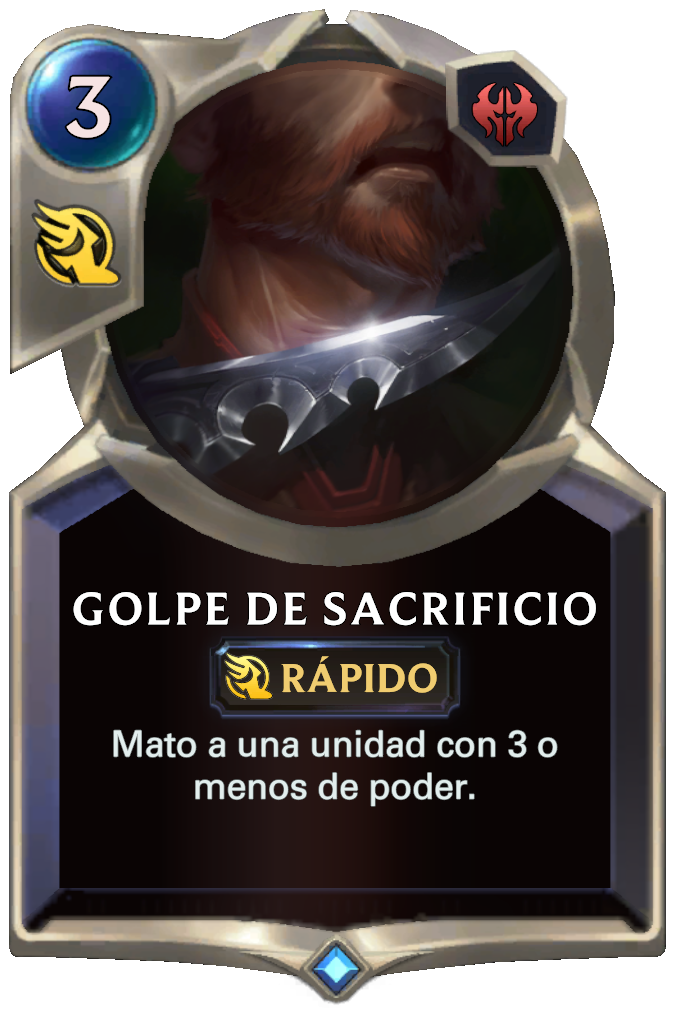 3
GOLPE DE SACRIFICIO
RÁPIDO
Mato a una unidad con 3 o
menos de poder.